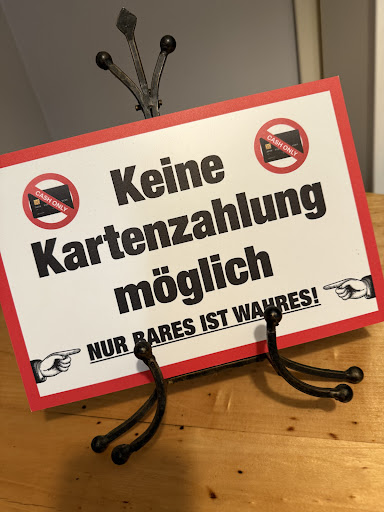 CASH ONLY
CASH ONLY
Keine
Kartenzahlung
möglich
NUR BARES IST WAHRES!